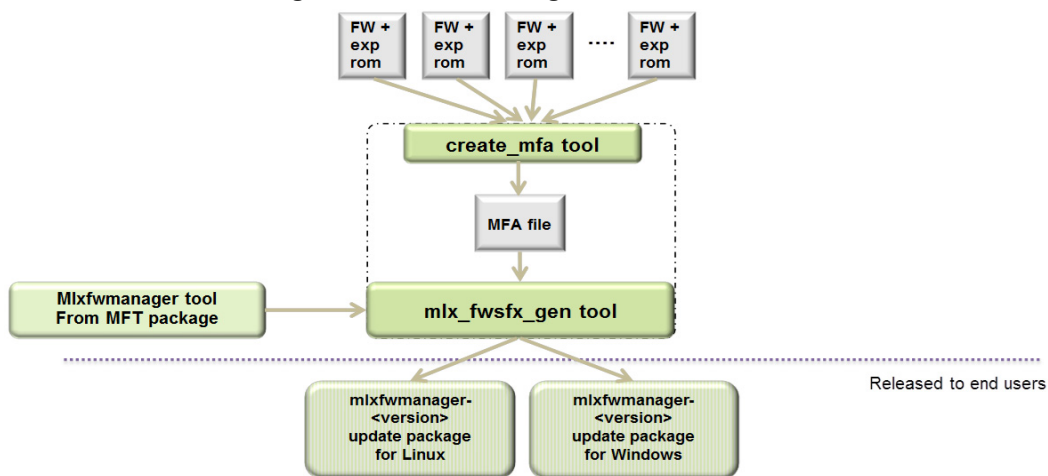 FW +
exp
rom
FW +
exp
rom
FW +
exp
rom
....
FW +
exp
rom
create_mfa tool
MFA file
Mlxfwmanager tool
From MFT package
mlx_fwsfx_gen tool
Released to end users
mlxfwmanager-
<version>
update package
for Linux
mlxfwmanager-
<version>
update package
for Windows